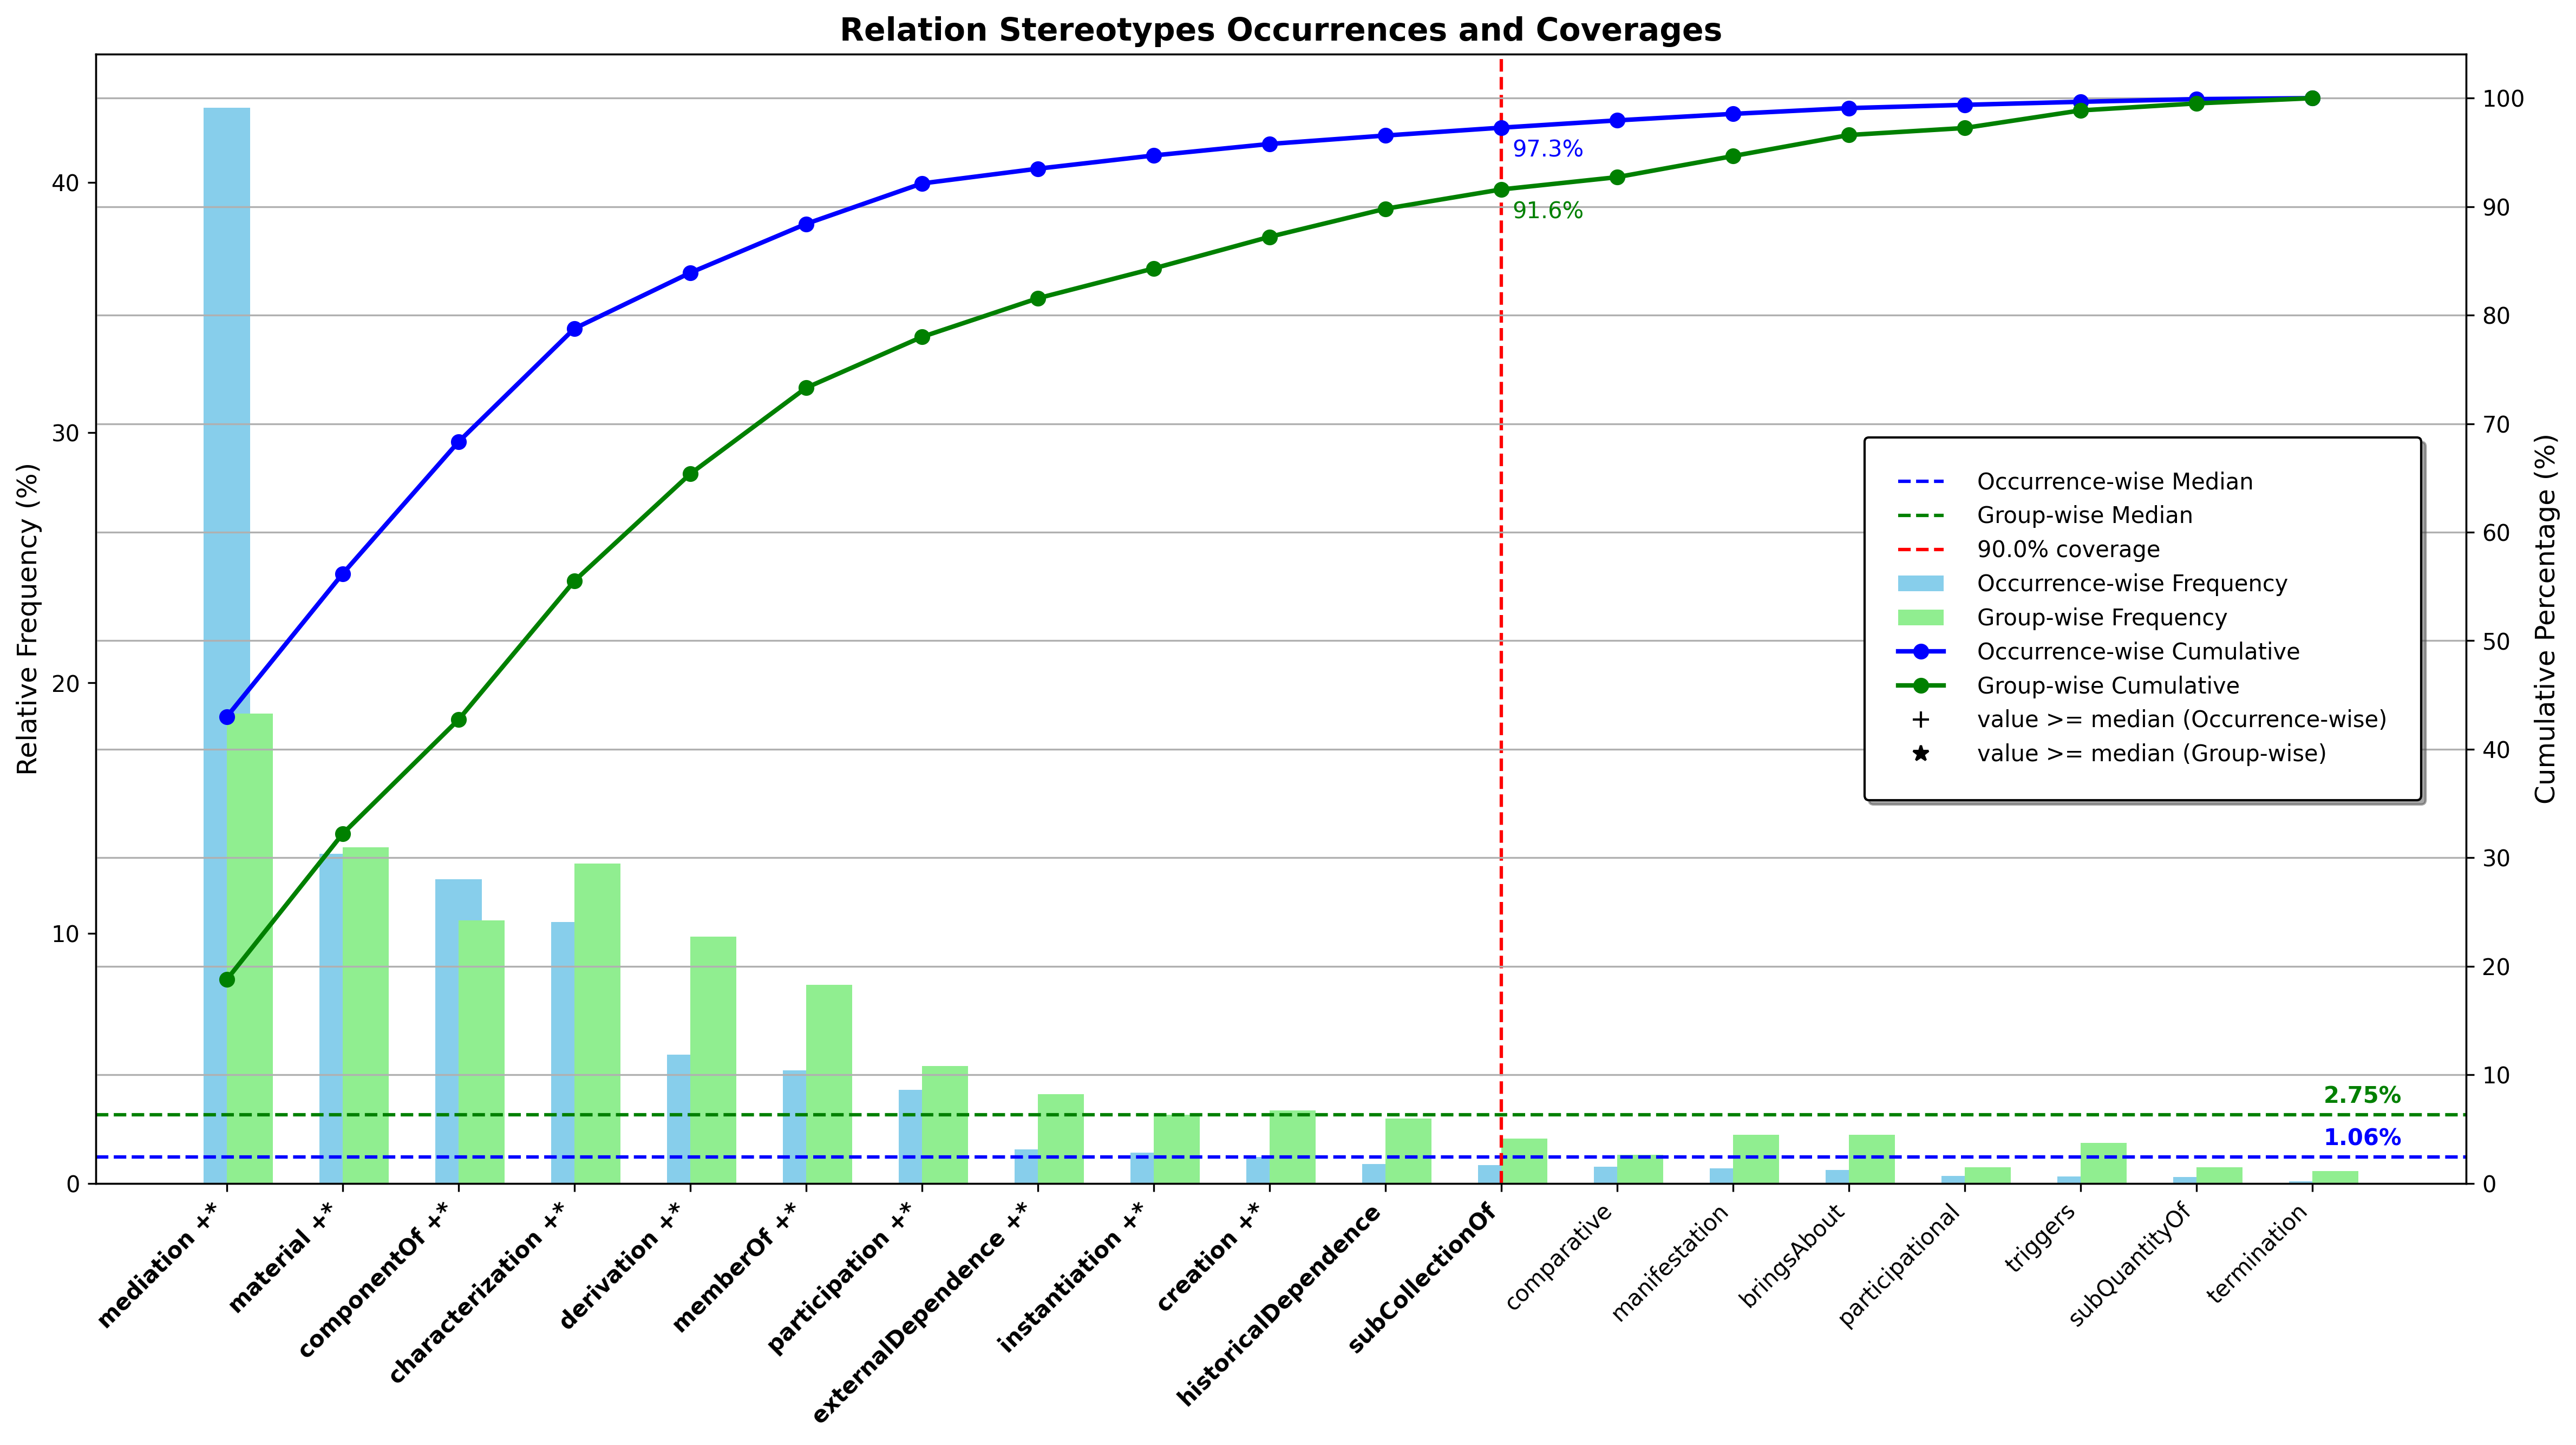 Relation Stereotypes Occurrences and Coverages
Relative Frequency (%)
40
30
20
10
0
100
90
80
70
60
50
40
30
20
10
0
Cumulative Percentage (%)
97.3%
91.6%
Occurrence-wise Median
Group-wise Median
90.0% coverage
Occurrence-wise Frequency
Group-wise Frequency
Occurrence-wise Cumulative
Group-wise Cumulative
+ value >= median (Occurrence-wise)
★ value >= median (Group-wise)
2.75%
1.06%
mediation +*
material +*
componentOf +*
characterization +*
derivation +*
memberOf +*
participation +*
externalDependence +*
instantiation +*
creation +*
historicalDependence
subCollectionOf
comparative
manifestation
bringsAbout
participational
triggers
subQuantityOf
termination